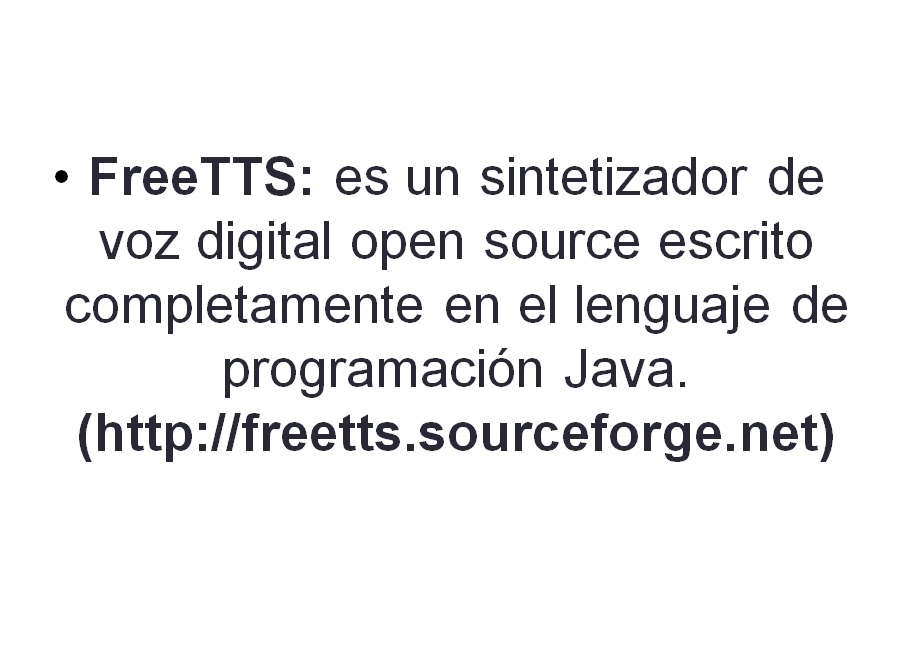 • FreeTTS: es un sintetizador de
voz digital open source escrito
completamente en el lenguaje de
programación Java.
(http://freetts.sourceforge.net)